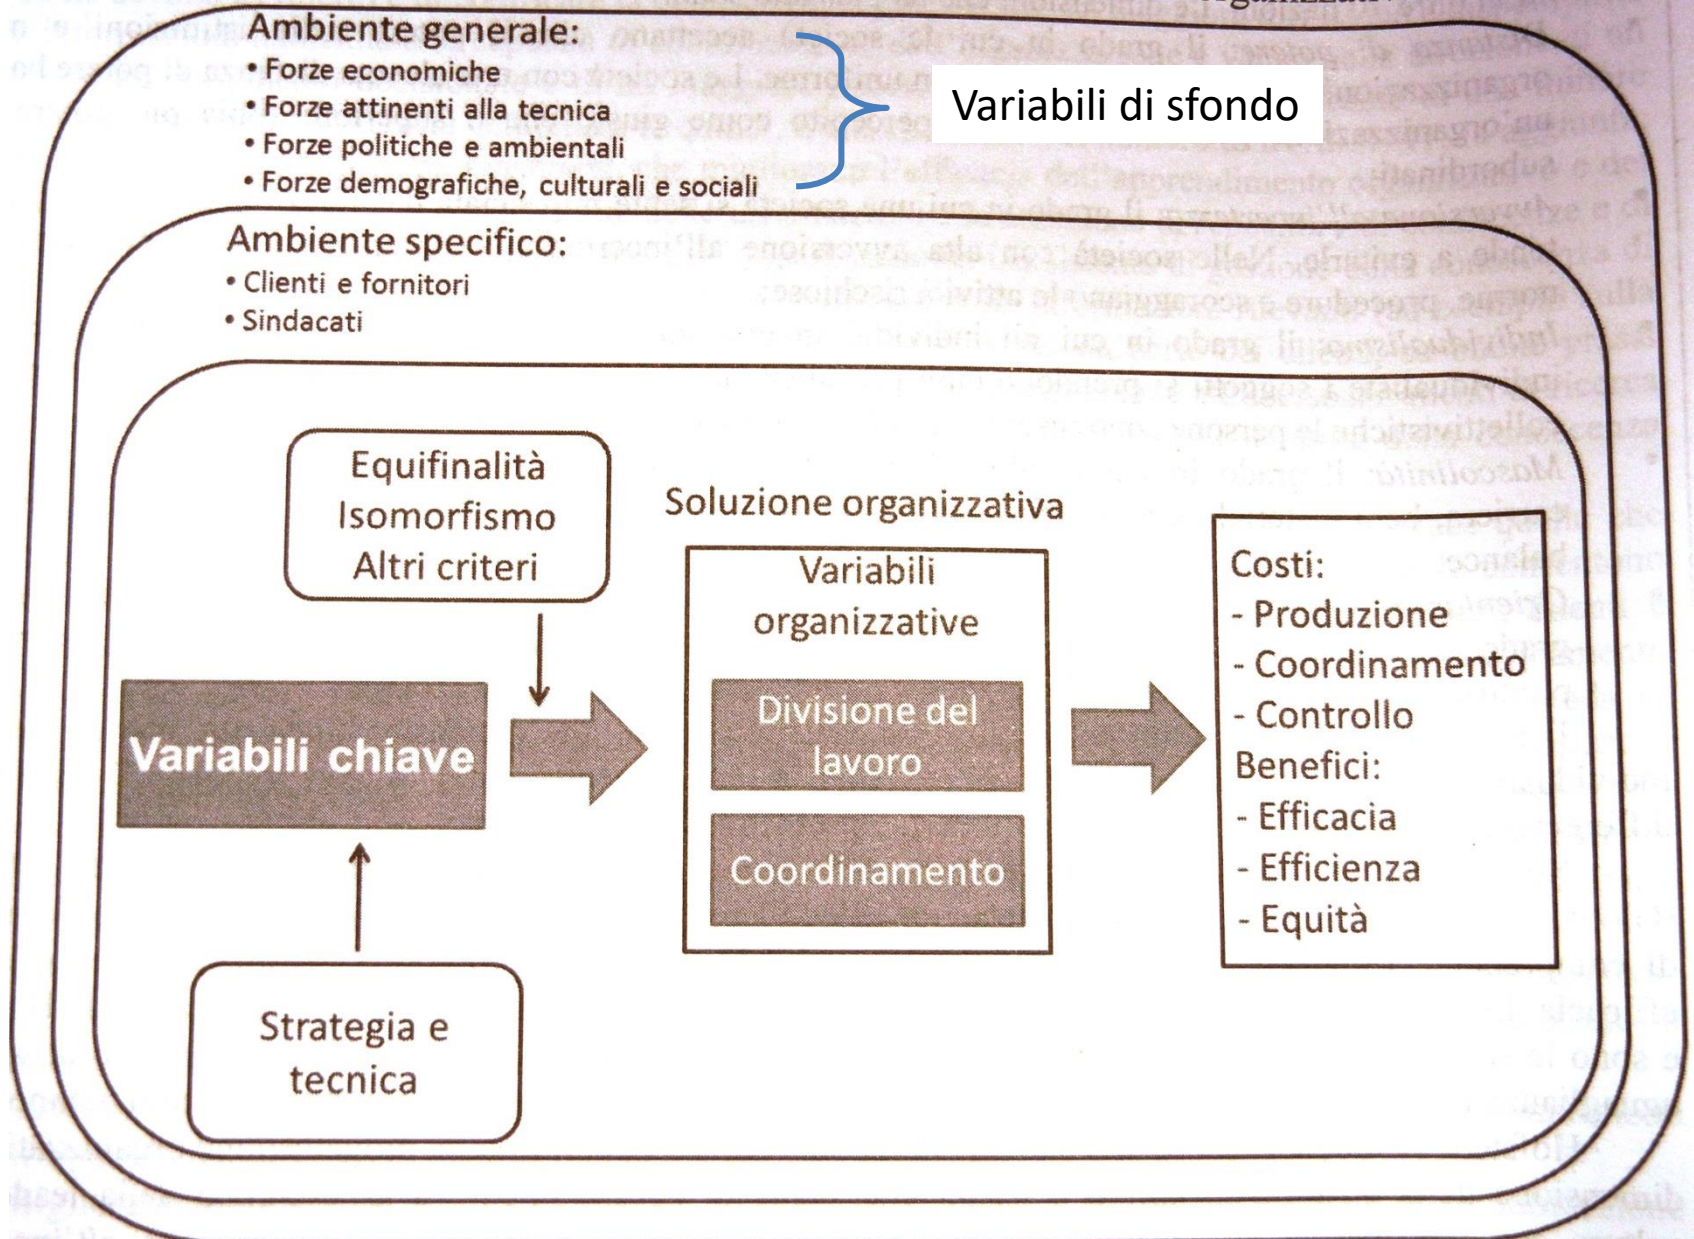 Ambiente generale:
• Forze economiche
• Forze attinenti alla tecnica
• Forze politiche e ambientali
• Forze demografiche, culturali e sociali
Variabili di sfondo
Ambiente specifico:
• Clienti e fornitori
• Sindacati
Equifinalità
Isomorfismo
Altri criteri
Soluzione organizzativa
Variabili
organizzative
Divisione del
lavoro
Coordinamento
Variabili chiave
Strategia e
tecnica
Costi:
- Produzione
- Coordinamento
- Controllo
Benefici:
- Efficacia
- Efficienza
- Equità